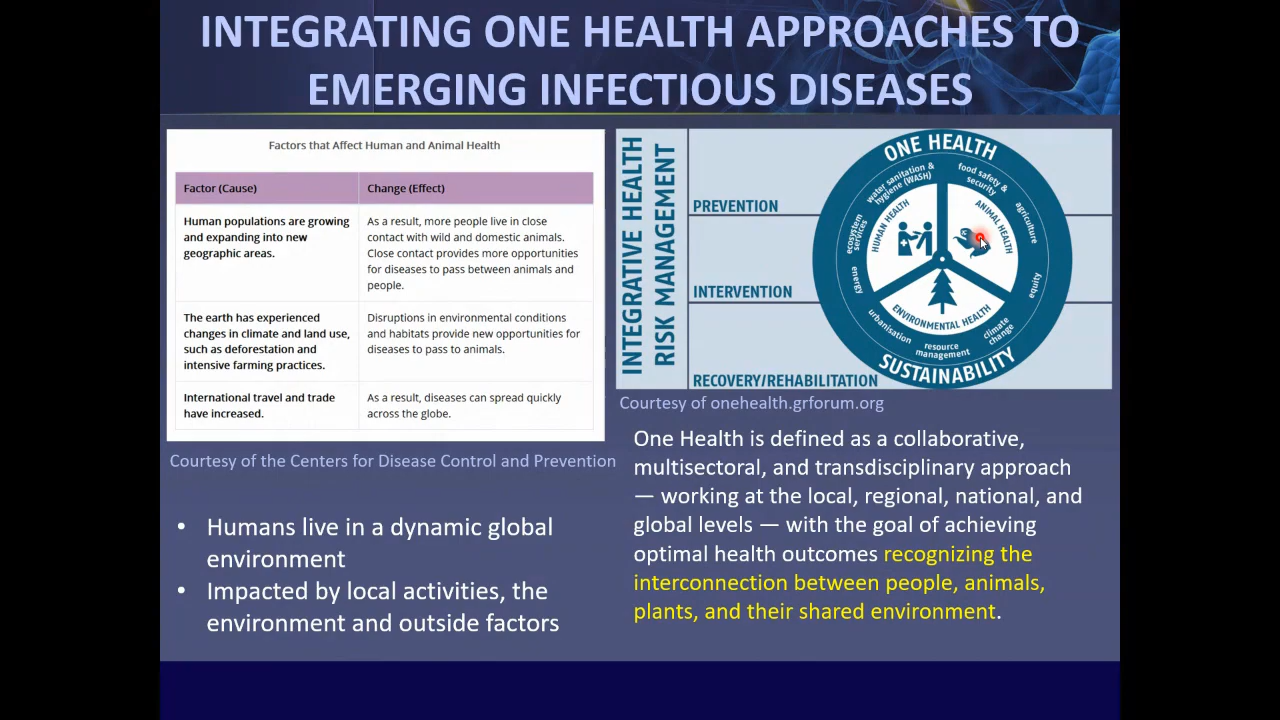 INTEGRATING ONE HEALTH APPROACHES TO
EMERGING INFECTIOUS DISEASES
Factors that Affect Human and Animal Health
Factor (Cause)
Change (Effect)
Human populations are growing
and expanding into new
geographic areas.
As a result, more people live in close
contact with wild and domestic animals.
Close contact provides more opportunities
for diseases to pass between animals and
people.
The earth has experienced
changes in climate and land use,
such as deforestation and
intensive farming practices.
Disruptions in environmental conditions
and habitats provide new opportunities for
diseases to pass to animals.
International travel and trade
have increased.
As a result, diseases can spread quickly
across the globe.
Courtesy of the Centers for Disease Control and Prevention
• Humans live in a dynamic global
environment
• Impacted by local activities, the
environment and outside factors
INTEGRATIVE HEALTH
RISK MANAGEMENT
PREVENTION
INTERVENTION
RECOVERY/REHABILITATION
ONE HEALTH
water sanitation &
hygiene (WASH)
food safety &
security
agriculture
equity
climate
change
resource
management
urbanisation
energy
ecosystem
services
HUMAN HEALTH
ANIMAL HEALTH
ENVIRONMENTAL HEALTH
SUSTAINABILITY
Courtesy of onehealth.grforum.org
One Health is defined as a collaborative,
multisectoral, and transdisciplinary approach
— working at the local, regional, national, and
global levels — with the goal of achieving
optimal health outcomes recognizing the
interconnection between people, animals,
plants, and their shared environment.